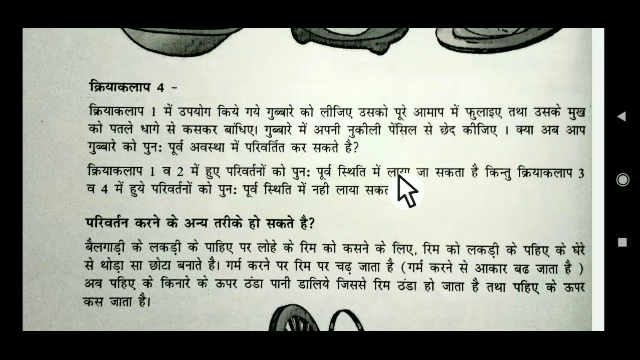 क्रियाकलाप 4 -
क्रियाकलाप 1 में उपयोग किये गये गुब्बारे को लीजिए उसको पूरे आमाप में फुलाइए तथा उसके मुख
को पतले धागे से कसकर बांधिए। गुब्बारे में अपनी नुकीली पेंसिल से छेद कीजिए । क्या अब आप
गुब्बारे को पुन: पूर्व अवस्था में परिवर्तित कर सकते है?
क्रियाकलाप 1 व 2 में हुए परिवर्तनों को पुन: पूर्व स्थिति में लाया जा सकता है किन्तु क्रियाकलाप 3
व 4 में हुये परिवर्तनों को पुन: पूर्व स्थिति में नही लाया सकत
परिवर्तन करने के अन्य तरीके हो सकते है?
बैलगाड़ी के लकड़ी के पाहिए पर लोहे के रिम को कसने के लिए, रिम को लकड़ी के पहिए के घेरे
से थोड़ा सा छोटा बनाते है। गर्म करने पर रिम पर चढ़ जाता है (गर्म करने से आकार बढ जाता है )
अब पहिए के किनारे के ऊपर ठंडा पानी डालिये जिससे रिम ठंडा हो जाता है तथा पहिए के ऊपर
कस जाता है।